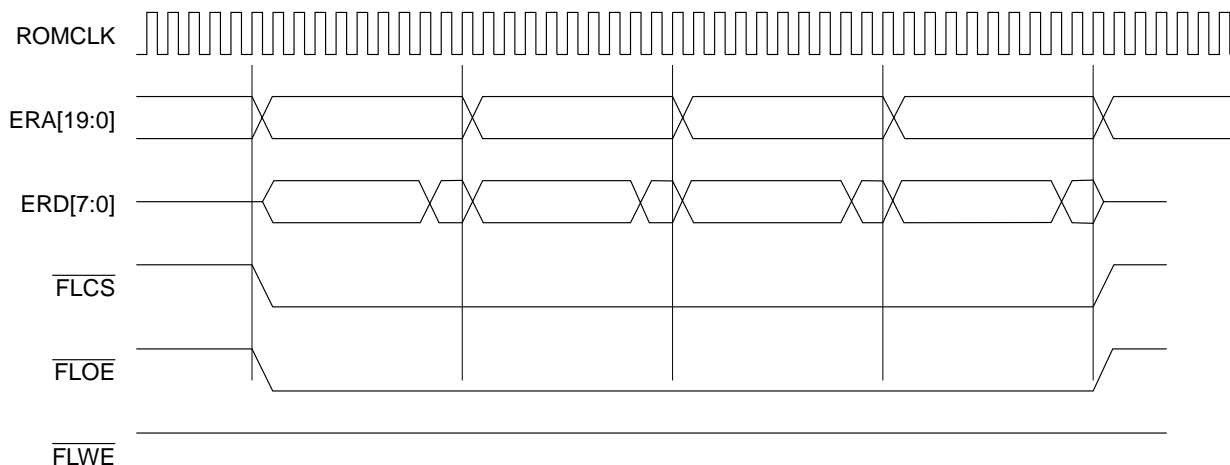 ROMCLK
ERA[19:0]
ERD[7:0]
FLCS
FLOE
FLWE